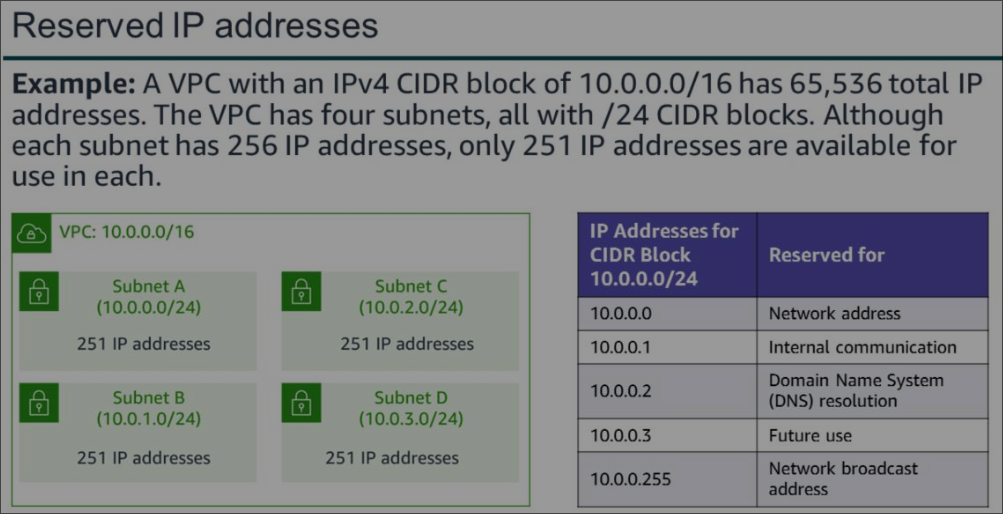 Reserved IP addresses
Example: A VPC with an IPv4 CIDR block of 10.0.0.0/16 has 65,536 total IP
addresses. The VPC has four subnets, all with /24 CIDR blocks. Although
each subnet has 256 IP addresses, only 251 IP addresses are available for
use in each.
VPC: 10.0.0.0/16
Subnet A
(10.0.0.0/24)
251 IP addresses
Subnet C
(10.0.2.0/24)
251 IP addresses
Subnet B
(10.0.1.0/24)
251 IP addresses
Subnet D
(10.0.3.0/24)
251 IP addresses
IP Addresses for
CIDR Block
10.0.0.0/24
Reserved for
10.0.0.0
Network address
10.0.0.1
Internal communication
10.0.0.2
Domain Name System
(DNS) resolution
10.0.0.3
Future use
10.0.0.255
Network broadcast
address